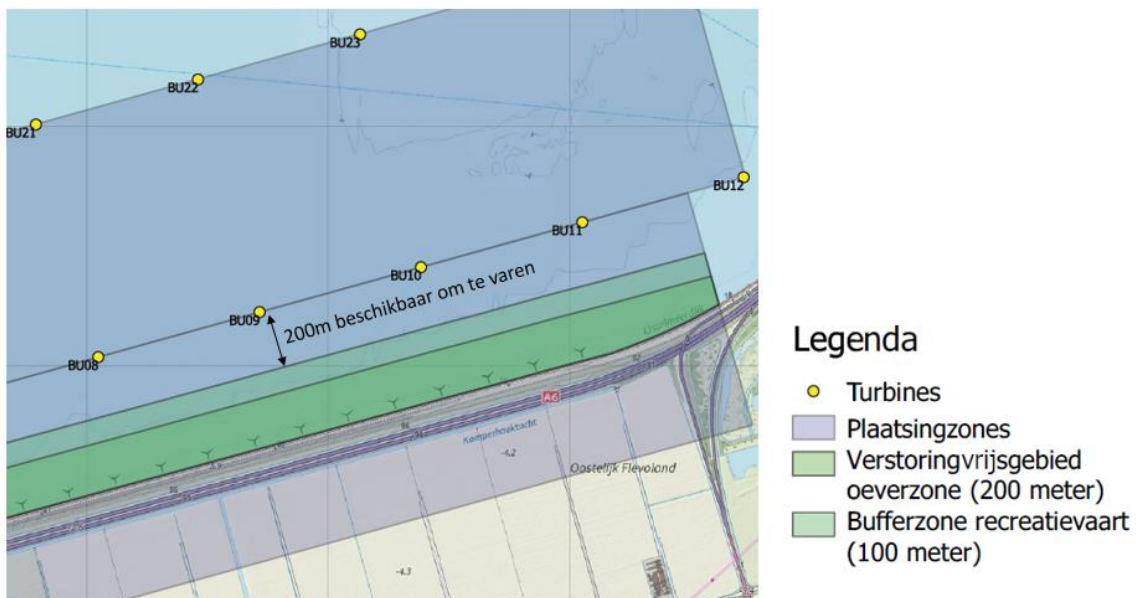 BU23
BU22
BU21
BU12
BU11
BU10
200m beschikbaar om te varen
BU09
BU08
IJsselmeerdijk
A6
Kamperhoektocht
-4.2
Oostelijk Flevoland
-4.3
Legenda
Turbines
Plaatsingzones
Verstoringvrijsgebied
oeverzone (200 meter)
Bufferzone recreatievaart
(100 meter)